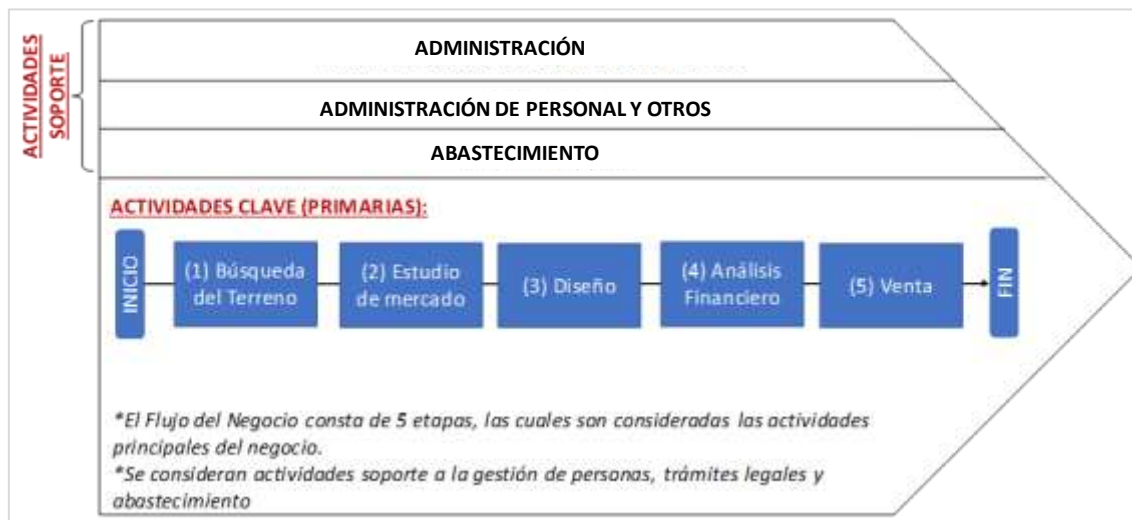 ACTIVIDADES
SOPORTE
ADMINISTRACIÓN
ADMINISTRACIÓN DE PERSONAL Y OTROS
ABASTECIMIENTO
ACTIVIDADES CLAVE (PRIMARIAS):
INICIO
(1) Búsqueda
del Terreno
(2) Estudio
de mercado
(3) Diseño
(4) Análisis
Financiero
(5) Venta
FIN
*El Flujo del Negocio consta de 5 etapas, las cuales son consideradas las actividades
principales del negocio.
*Se consideran actividades soporte a la gestión de personas, trámites legales y
abastecimiento